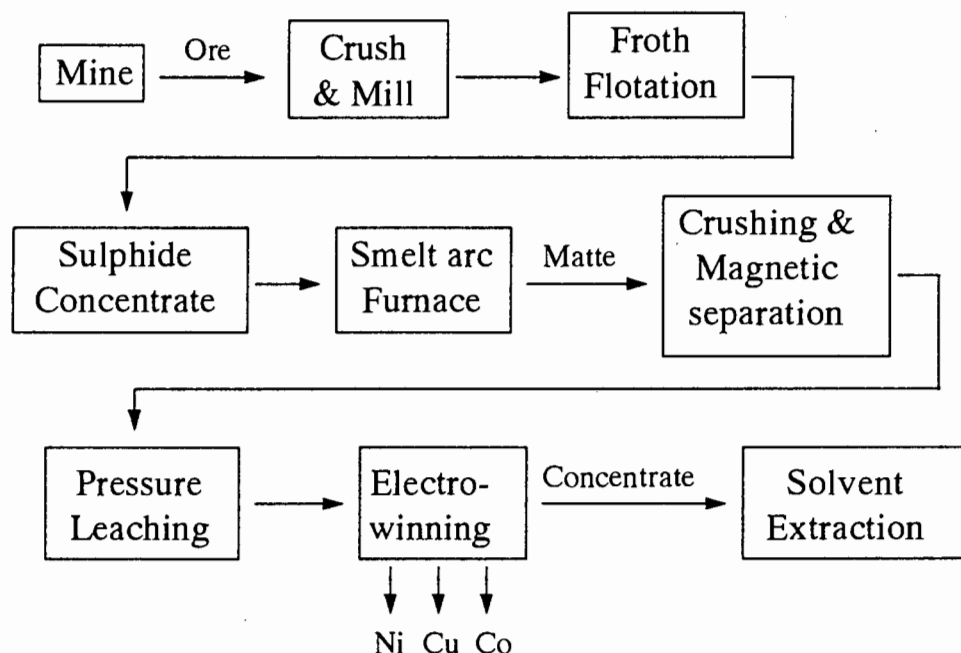 Mine
Ore
Crush
& Mill
Froth
Flotation
Sulphide
Concentrate
Smelt arc
Furnace
Matte
Crushing &
Magnetic
separation
Pressure
Leaching
Electro-
winning
Concentrate
Solvent
Extraction
Ni Cu Co